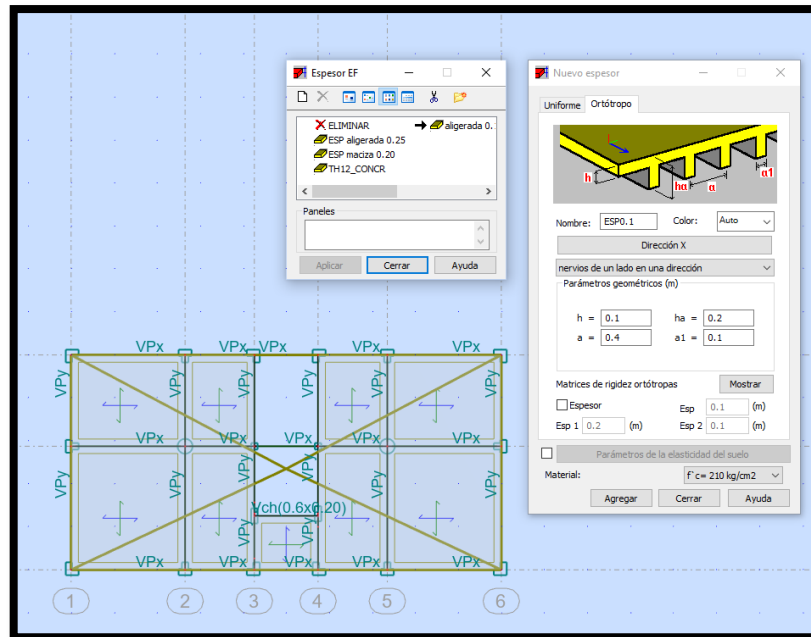 Espesor EF
ELIMINAR
aligerada 0.
ESP aligerada 0.25
ESP maciza 0.20
TH12_CONCR
Paneles
Aplicar
Cerrar
Ayuda
Nuevo espesor
Uniforme
Ortótropo
h
ha
a
a1
Nombre:
ESP0.1
Color:
Auto
Dirección X
nervios de un lado en una dirección
Parámetros geométricos (m)
h =
0.1
ha =
0.2
a =
0.4
a1 =
0.1
Matrices de rigidez ortótropas
Mostrar
Espesor
Esp
0.1
(m)
Esp 1
0.2
(m)
Esp 2
0.1
(m)
Parámetros de la elasticidad del suelo
Material:
f`c= 210 kg/cm2
Agregar
Cerrar
Ayuda
VPx
VPx
VPx
VPx
VPx
VPy
VPy
VPy
VPy
VPy
VPx
VPx
VPx
VPx
VPx
VPy
VPy
VPy
VPy
VPy
Vch(0.6x0.20)
VPx
VPx
VPx
VPx
VPx
1
2
3
4
5
6